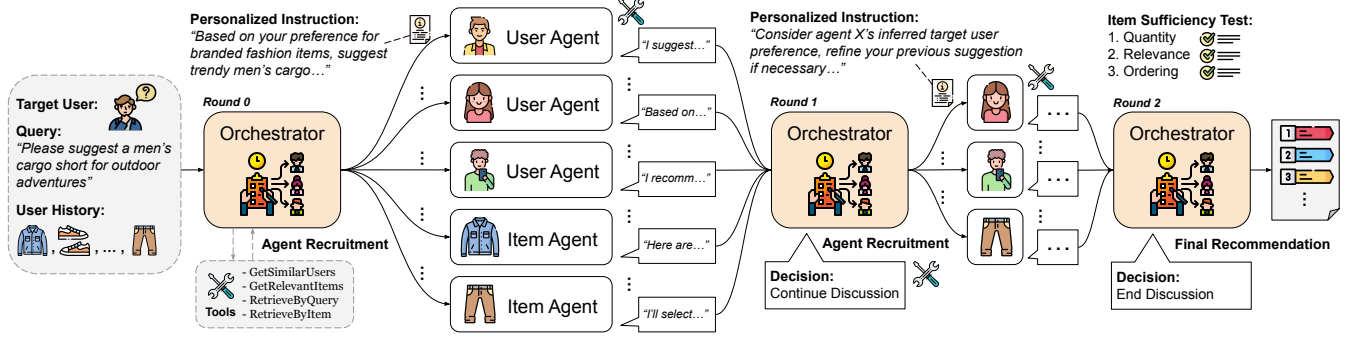 Target User:
Query:
“Please suggest a men’s
cargo short for outdoor
adventures”
User History:
, , … ,
Personalized Instruction:
“Based on your preference for
branded fashion items, suggest
trendy men’s cargo…”
Round 0
Orchestrator
Agent Recruitment
Tools
- GetSimilarUsers
- GetRelevantItems
- RetrieveByQuery
- RetrieveByItem
User Agent
“I suggest…”
User Agent
“Based on…”
User Agent
“I recomm…”
Item Agent
“Here are…”
Item Agent
“I’ll select…”
Personalized Instruction:
“Consider agent X’s inferred target user
preference, refine your previous suggestion
if necessary…”
Round 1
Orchestrator
Agent Recruitment
Decision:
Continue Discussion
...
...
...
Item Sufficiency Test:
1. Quantity
2. Relevance
3. Ordering
Round 2
Orchestrator
Final Recommendation
Decision:
End Discussion
1
2
3